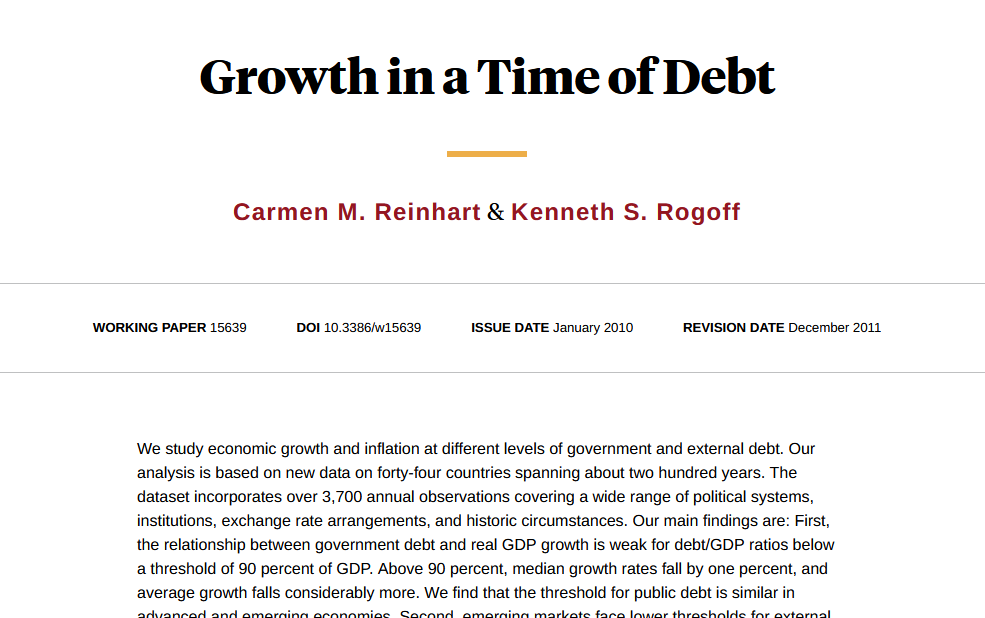 Growth in a Time of Debt
Carmen M. Reinhart & Kenneth S. Rogoff
WORKING PAPER 15639 DOI 10.3386/w15639 ISSUE DATE January 2010 REVISION DATE December 2011
We study economic growth and inflation at different levels of government and external debt. Our
analysis is based on new data on forty-four countries spanning about two hundred years. The
dataset incorporates over 3,700 annual observations covering a wide range of political systems,
institutions, exchange rate arrangements, and historic circumstances. Our main findings are: First,
the relationship between government debt and real GDP growth is weak for debt/GDP ratios below
a threshold of 90 percent of GDP. Above 90 percent, median growth rates fall by one percent, and
average growth falls considerably more. We find that the threshold for public debt is similar in
advanced and emerging economies. Second, emerging markets face lower thresholds for external